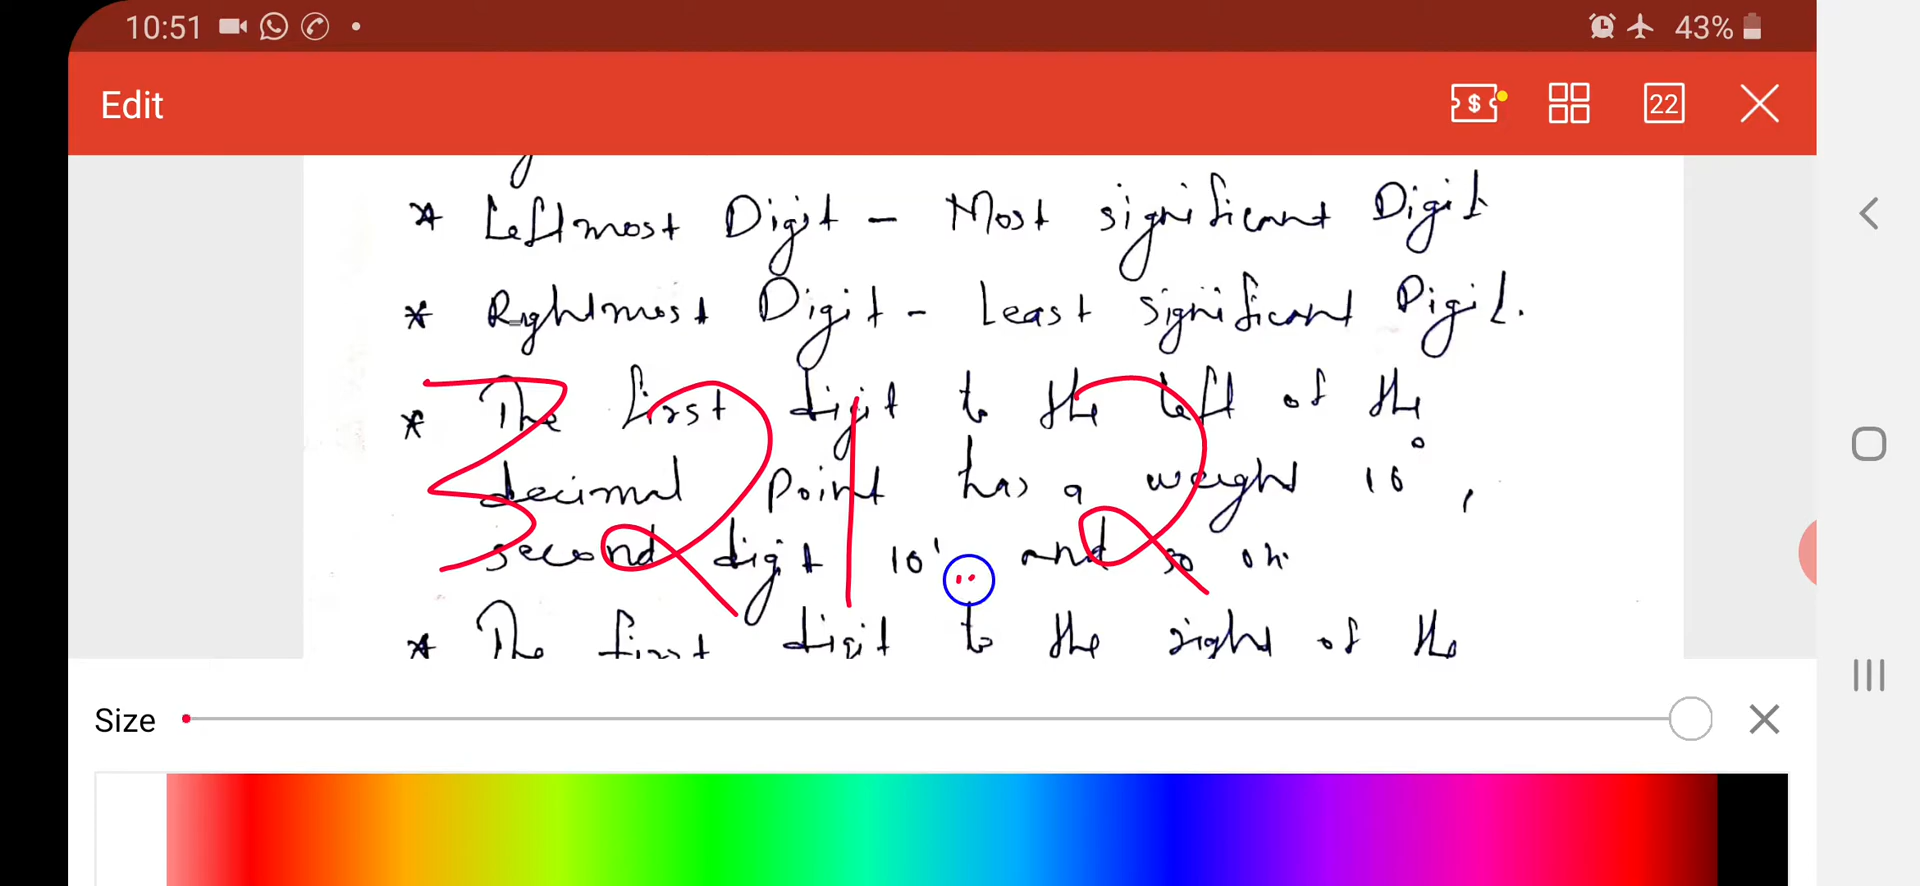 10:51 43%
Edit $ 22
* Leftmost Digit - Most significant Digit
* Rightmost Digit - Least significant Digit.
* The first digit to the left of the
decimal point has a weight 10⁰,
second digit 10¹ and so on
* The first digit to the right of the
321.2
Size